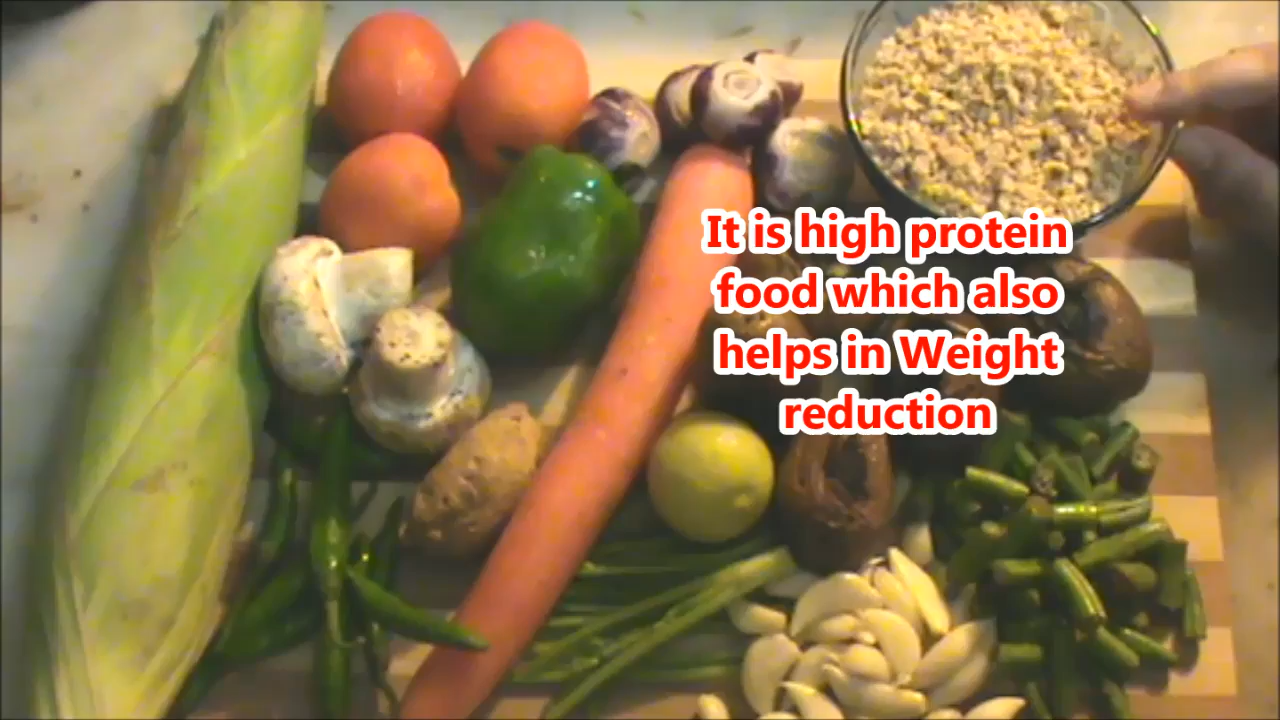 It is high protein
food which also
helps in Weight
reduction